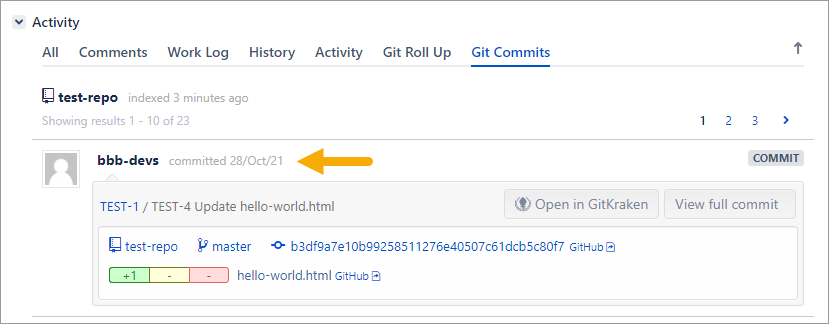 Activity
All Comments Work Log History Activity Git Roll Up Git Commits
test-repo indexed 3 minutes ago
Showing results 1 - 10 of 23 1 2 3
bbb-devs committed 28/Oct/21 COMMIT
TEST-1 / TEST-4 Update hello-world.html Open in GitKraken View full commit
test-repo master b3df9a7e10b99258511276e40507c61dcb5c80f7 GitHub
+1 - - hello-world.html GitHub